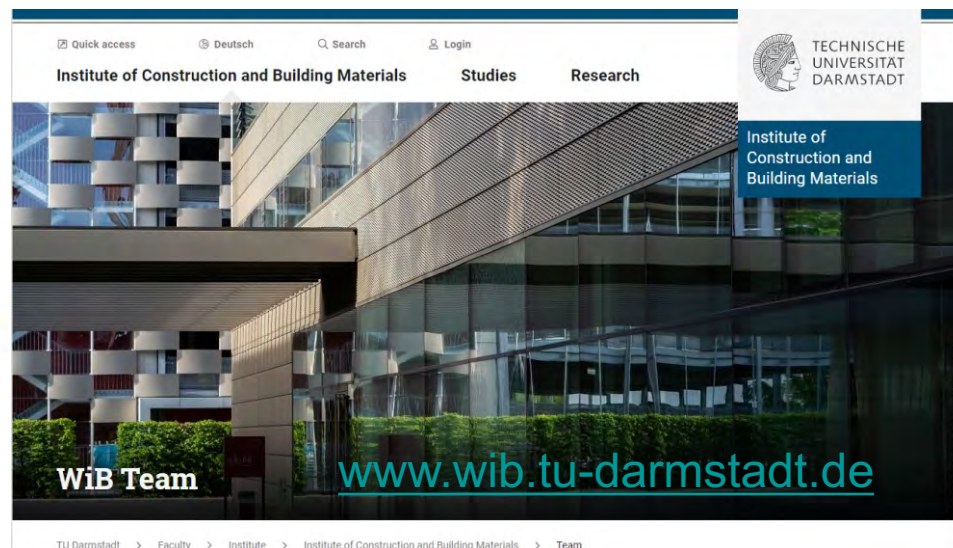 Quick access Deutsch Search Login
Institute of Construction and Building Materials Studies Research
TECHNISCHE
UNIVERSITÄT
DARMSTADT
Institute of
Construction and
Building Materials
WiB Team
www.wib.tu-darmstadt.de
TU Darmstadt > Faculty > Institute > Institute of Construction and Building Materials > Team